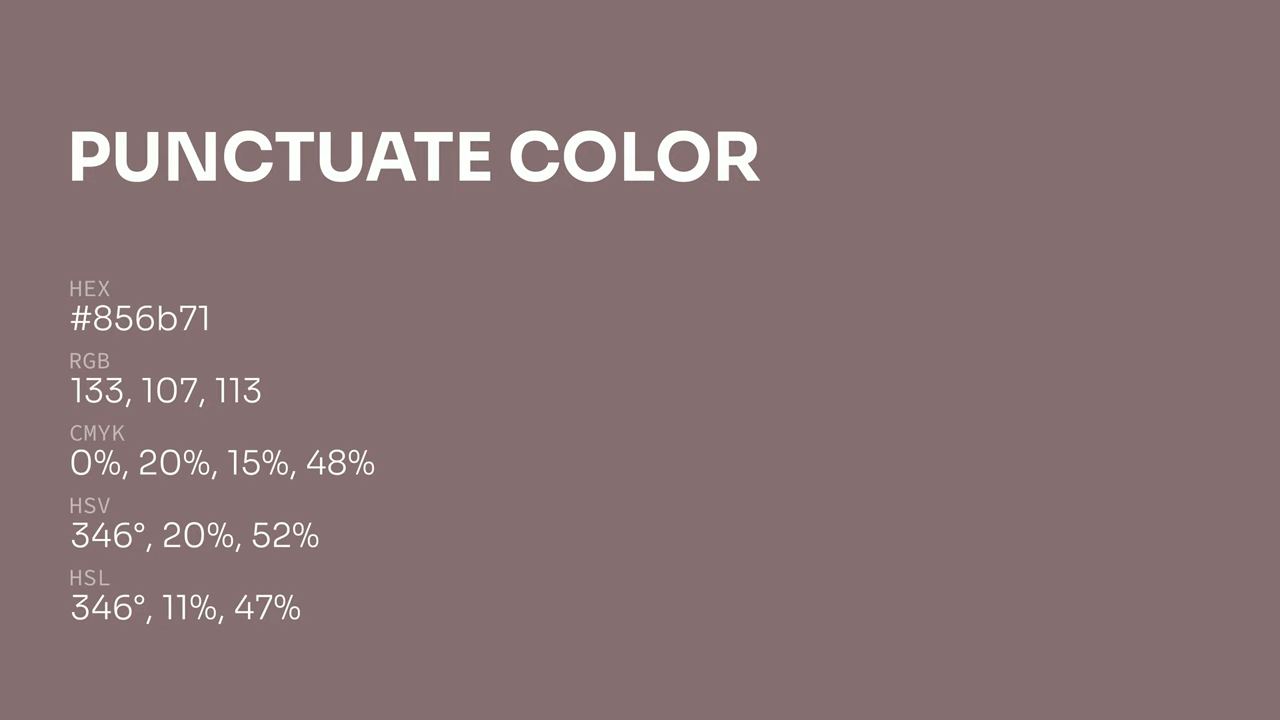 PUNCTUATE COLOR
HEX
#856b71
RGB
133, 107, 113
CMYK
0%, 20%, 15%, 48%
HSV
346°, 20%, 52%
HSL
346°, 11%, 47%